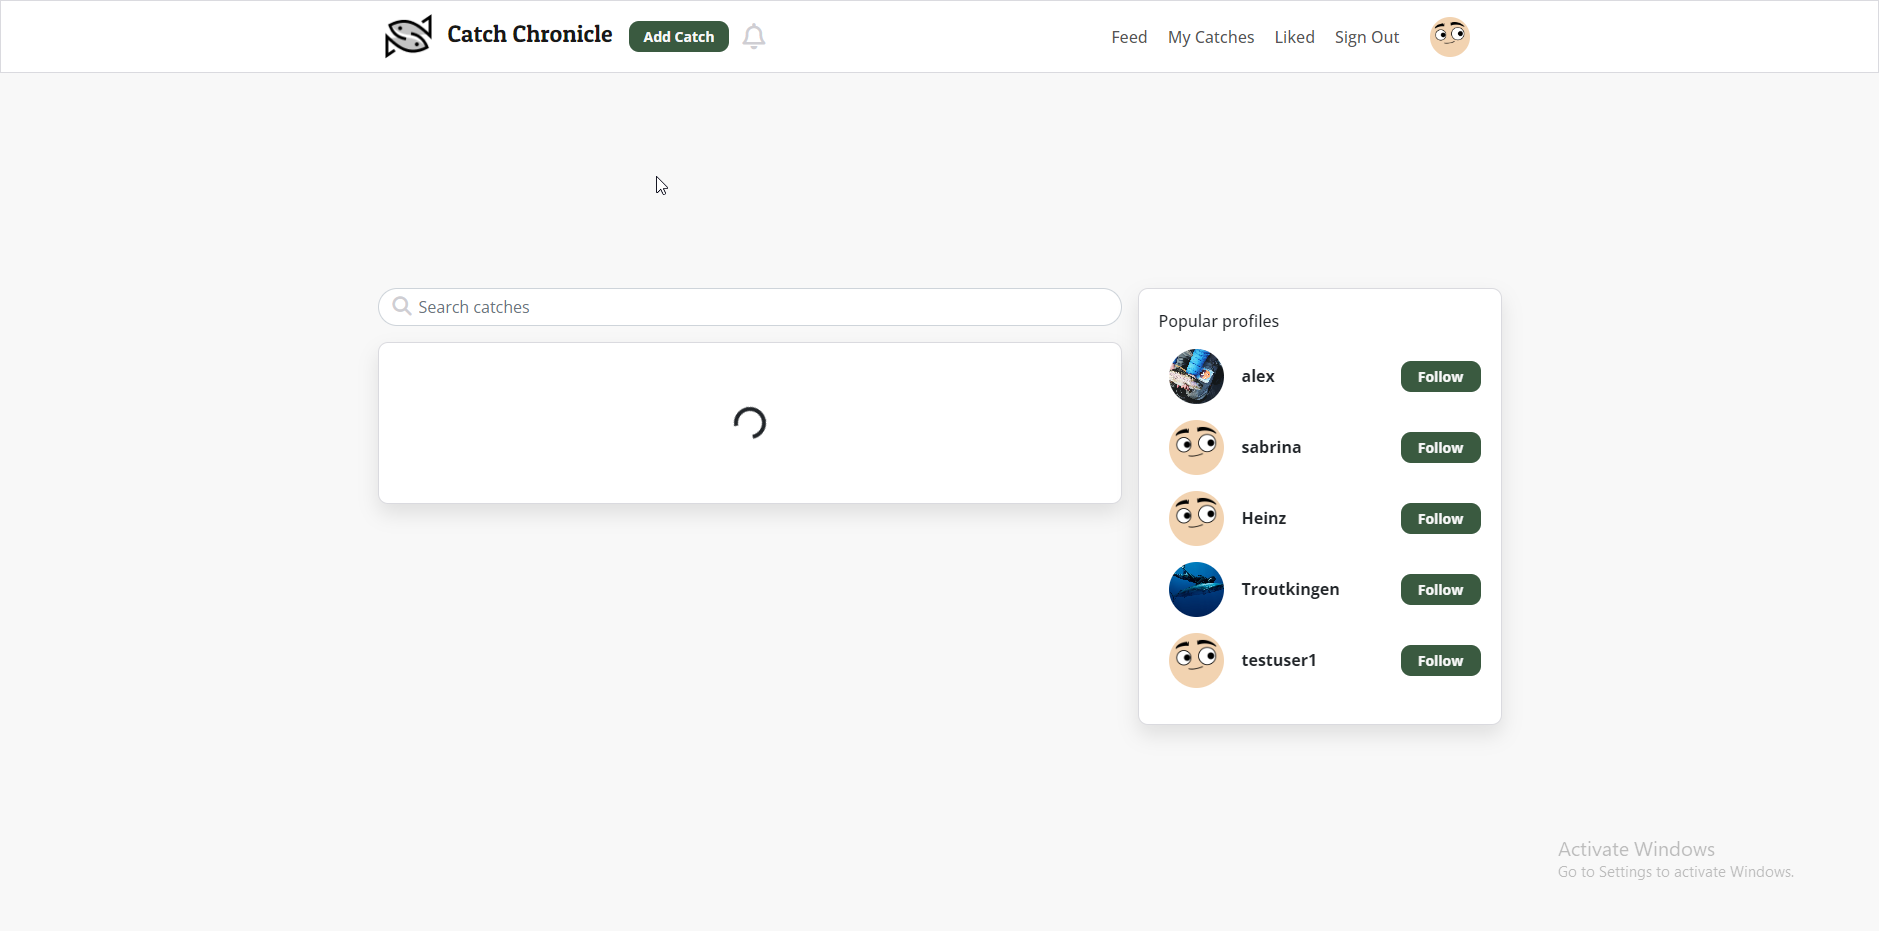 Catch Chronicle
Add Catch
Feed
My Catches
Liked
Sign Out
Search catches
Popular profiles
alex
Follow
sabrina
Follow
Heinz
Follow
Troutkingen
Follow
testuser1
Follow
Activate Windows
Go to Settings to activate Windows.